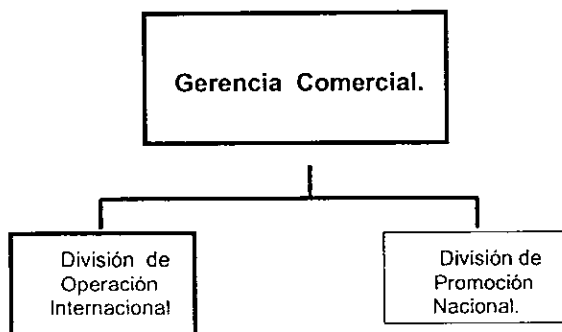 Gerencia Comercial.
División de
Operación
Internacional
División de
Promoción
Nacional.